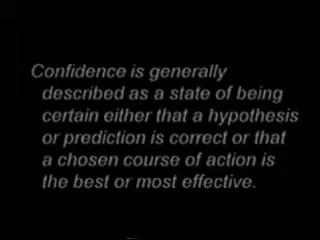 Confidence is generally
described as a state of being
certain either that a hypothesis
or prediction is correct or that
a chosen course of action is
the best or most effective.